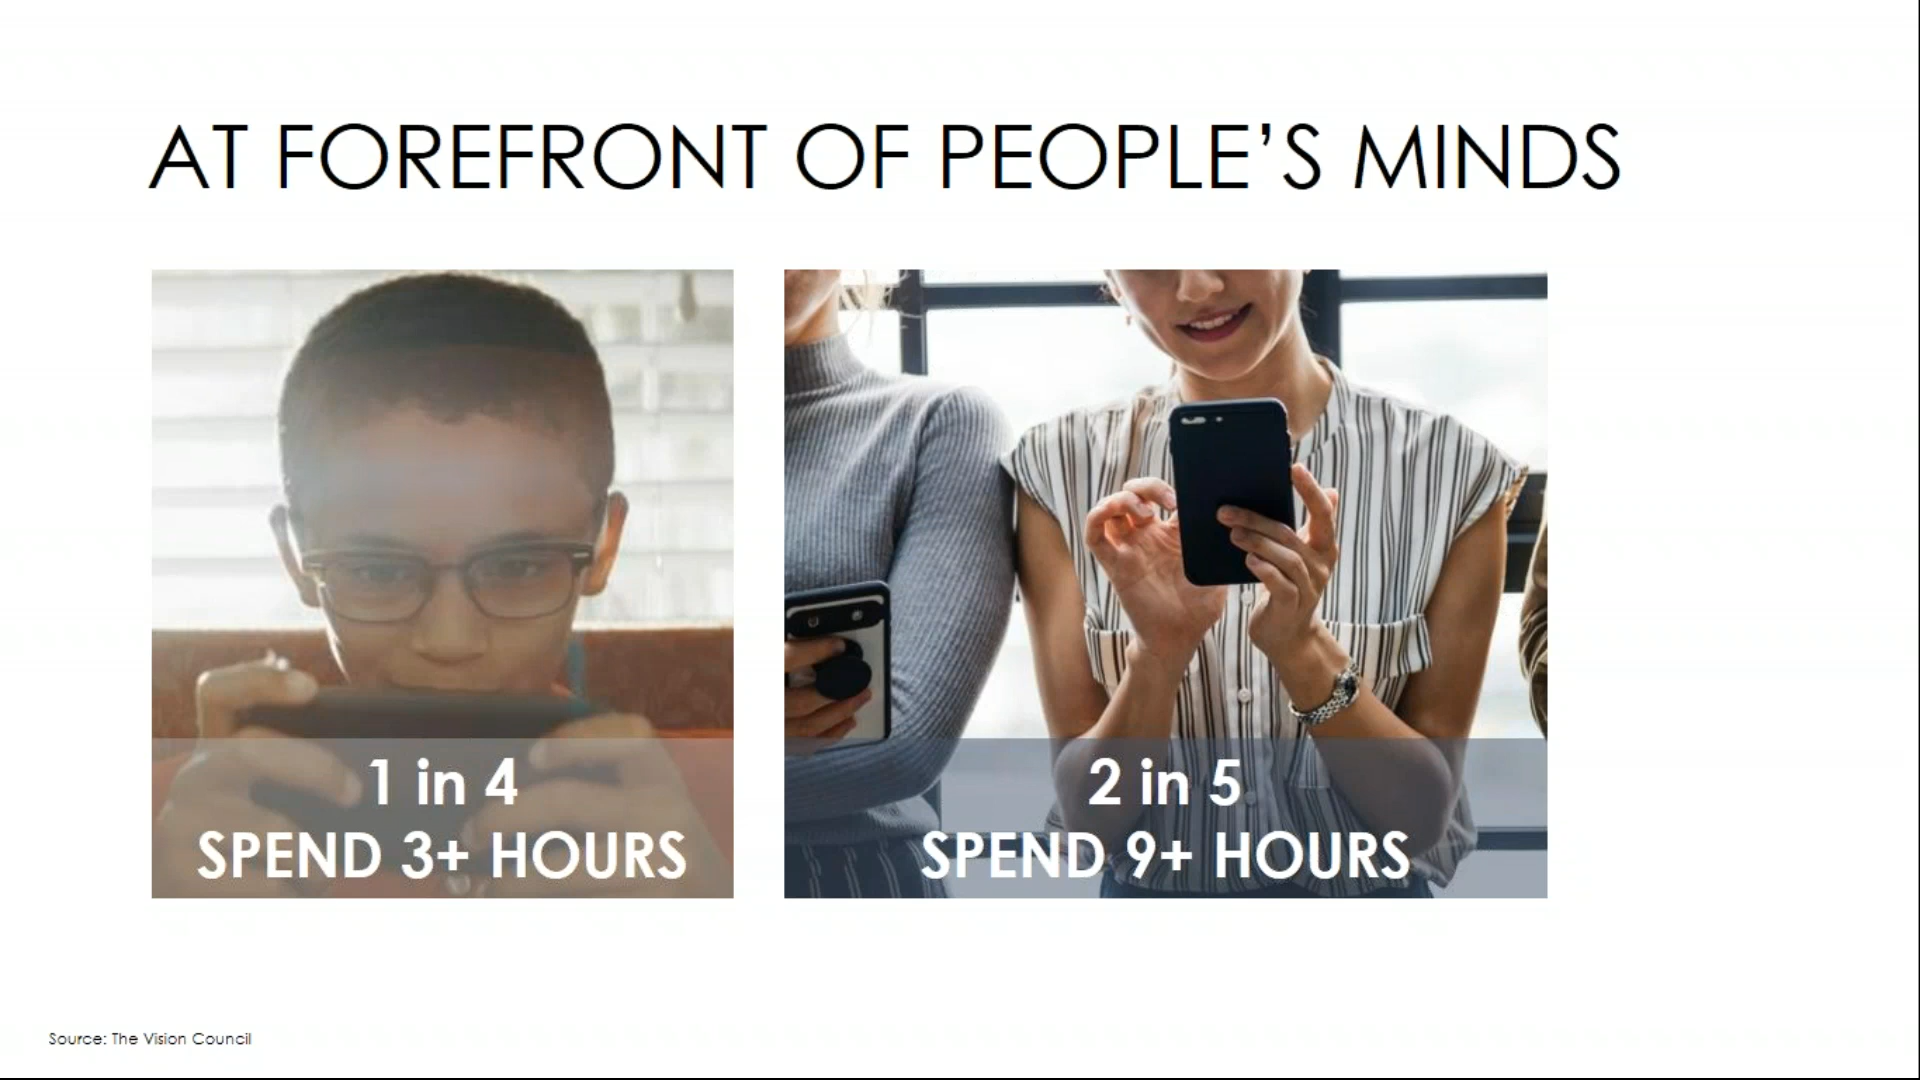 AT FOREFRONT OF PEOPLE’S MINDS
1 in 4
SPEND 3+ HOURS
2 in 5
SPEND 9+ HOURS
Source: The Vision Council